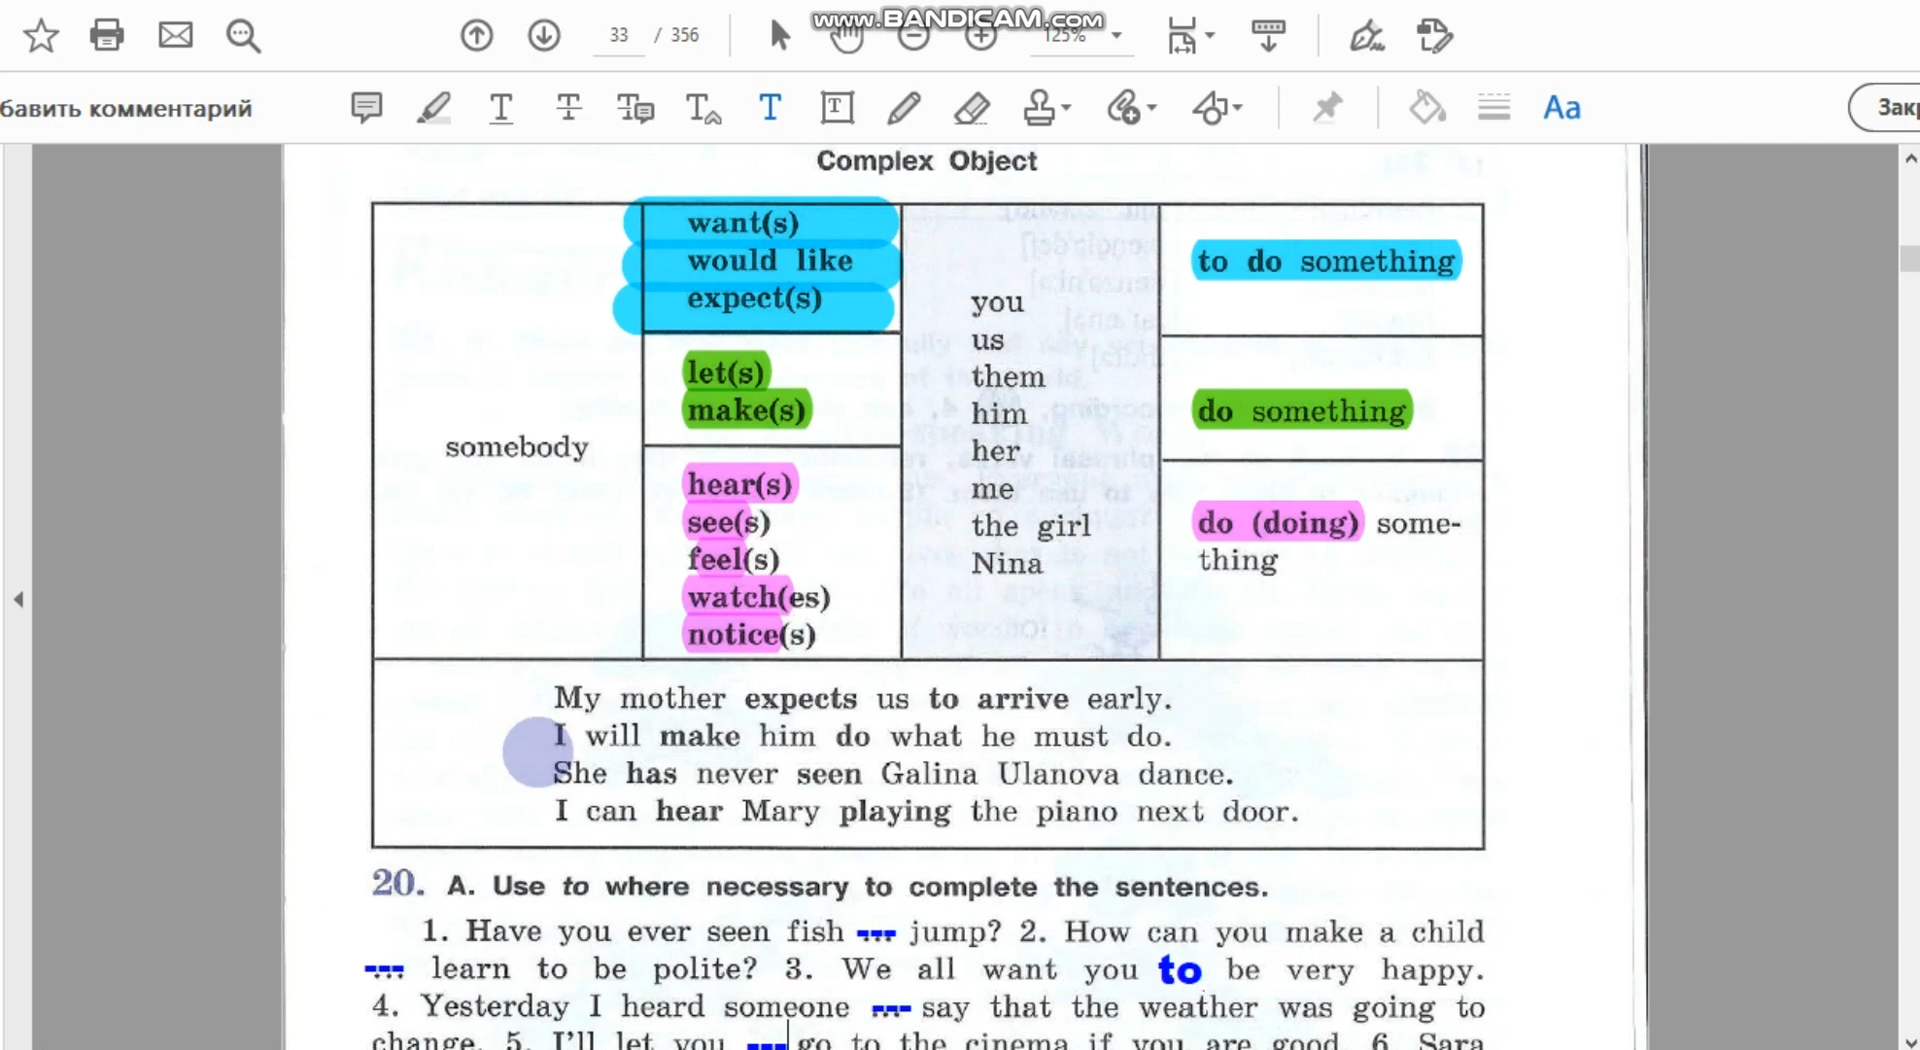 www.BANDICAM.com
33 / 356
125%
бавить комментарий
Aa
Complex Object
want(s)
would like
expect(s)
to do something
you
us
let(s)
them
make(s)
him
do something
somebody
her
hear(s)
me
see(s)
the girl
do (doing) some-
feel(s)
Nina
thing
watch(es)
notice(s)
My mother expects us to arrive early.
I will make him do what he must do.
She has never seen Galina Ulanova dance.
I can hear Mary playing the piano next door.
20. A. Use to where necessary to complete the sentences.
1. Have you ever seen fish --- jump? 2. How can you make a child
--- learn to be polite? 3. We all want you to be very happy.
4. Yesterday I heard someone --- say that the weather was going to
change. 5. I'll let you --- go to the cinema if you are good. 6. Sara